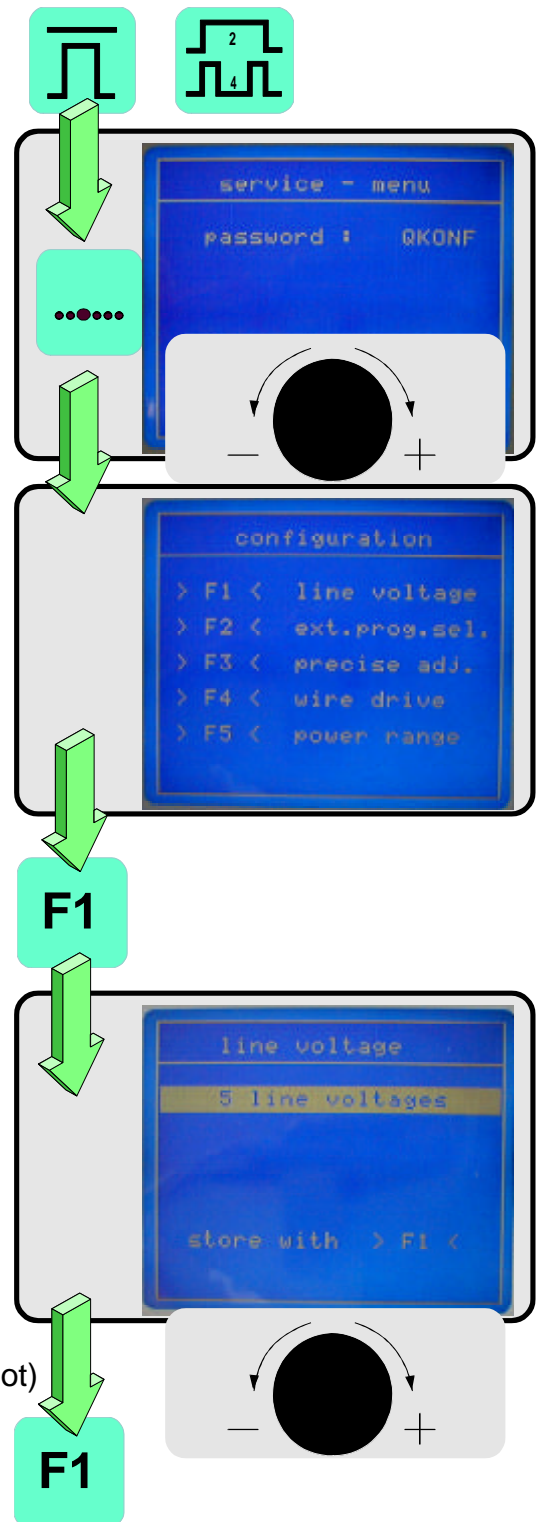 2
4
service - menu
password : QKONF
- +
configuration
> F1 < line voltage
> F2 < ext.prog.sel.
> F3 < precise adj.
> F4 < wire drive
> F5 < power range
F1
line voltage
5 line voltages
store with > F1 <
ot)
- +
F1